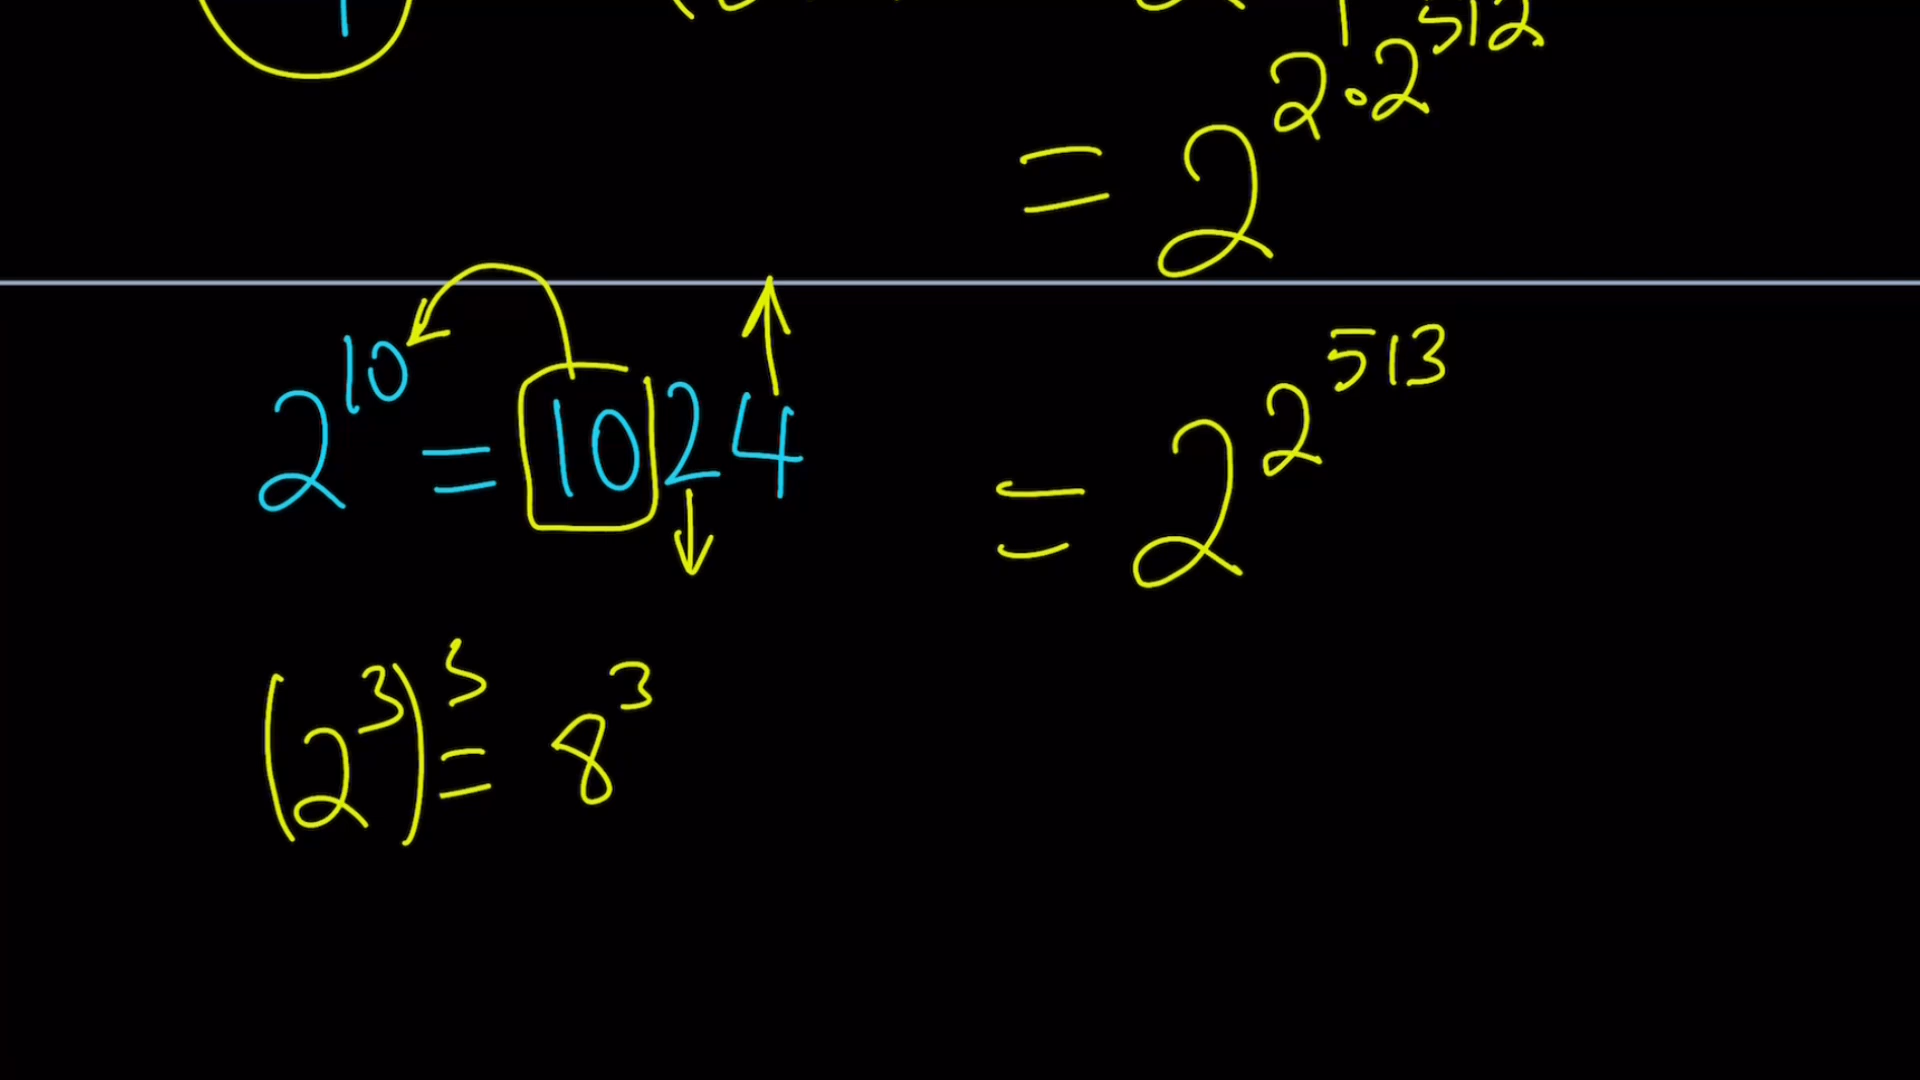 = 2^{2·2^{512}}
2^{10} = 1024
= 2^{2^{513}}
(2^3)^3 = 8^3